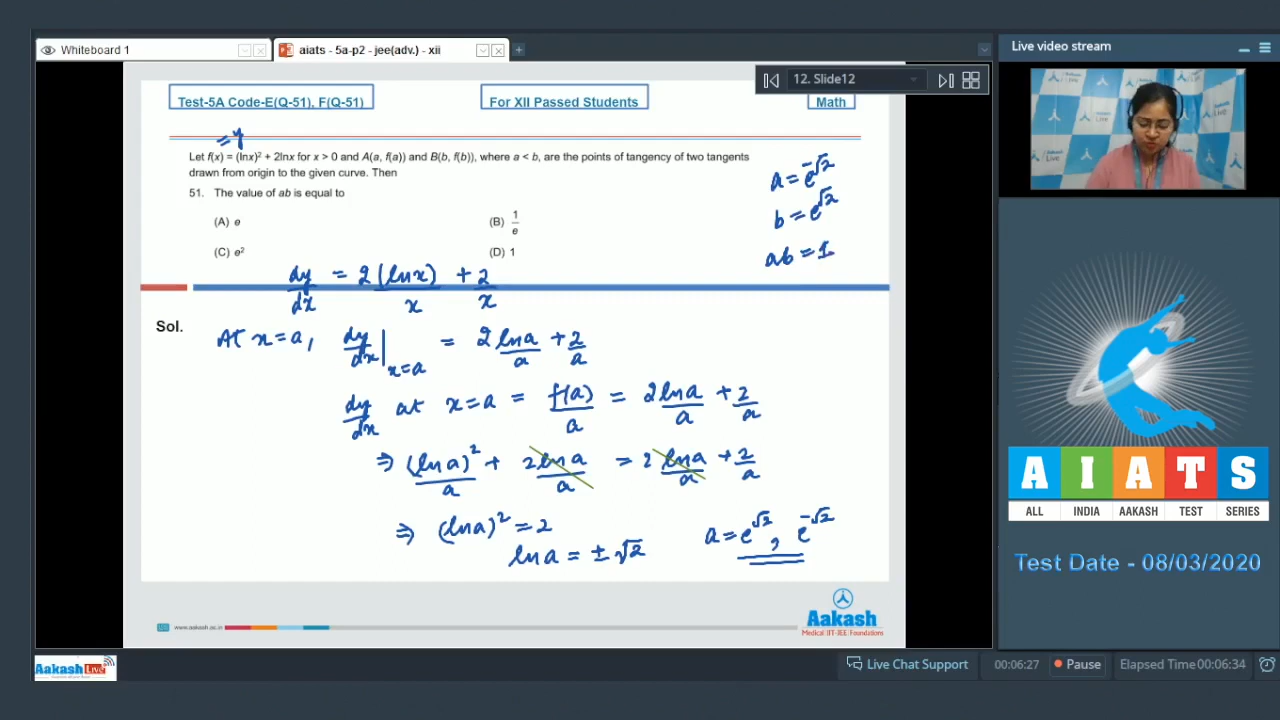 Whiteboard 1
aiats - 5a-p2 - jee(adv.) - xii
Live video stream
12. Slide12
Test-5A Code-E(Q-51), F(Q-51)
For XII Passed Students
Math
= y
Let f(x) = (lnx)² + 2lnx for x > 0 and A(a, f(a)) and B(b, f(b)), where a < b, are the points of tangency of two tangents
drawn from origin to the given curve. Then
51. The value of ab is equal to
(A) e
(B) 1/e
(C) e²
(D) 1
a = e^-√2
b = e^√2
ab = 1
dy/dx = 2(lnx)/x + 2/x
Sol.
At x = a, dy/dx|x=a = 2 lna/a + 2/a
dy/dx at x = a = f(a)/a = 2lna/a + 2/a
⇒ (lna)²/a + 2lna/a = 2 lna/a + 2/a
⇒ (lna)² = 2
lna = ±√2
a = e^√2, e^-√2
www.aakash.ac.in
Aakash
Medical|IIT-JEE|Foundations
A I A T S
ALL INDIA AAKASH TEST SERIES
Test Date - 08/03/2020
Aakash Live
Live Chat Support
00:06:27
Pause
Elapsed Time 00:06:34